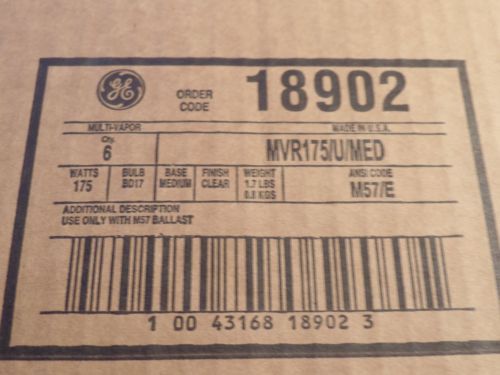 GE ORDER CODE 18902
MULTI-VAPOR MADE IN U.S.A.
Qty. 6 MVR175/U/MED
WATTS BULB BASE FINISH WEIGHT ANSI CODE
175 BD17 MEDIUM CLEAR 1.7 LBS 0.8 KGS M57/E
ADDITIONAL DESCRIPTION
USE ONLY WITH M57 BALLAST
1 00 43168 18902 3